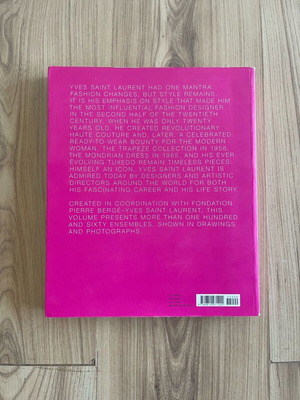 YVES SAINT LAURENT HAD ONE MANTRA
FASHION CHANGES, BUT STYLE REMAINS.
IT IS HIS EMPHASIS ON STYLE THAT MADE HIM
THE MOST INFLUENTIAL FASHION DESIGNER
IN THE SECOND HALF OF THE TWENTIETH
CENTURY, WHEN HE WAS ONLY TWENTY
YEARS OLD. HE CREATED REVOLUTIONARY
HAUTE COUTURE AND, LATER, A CELEBRATED
READY-TO-WEAR BOUNTY FOR THE MODERN
WOMAN. THE TRAPEZE COLLECTION IN 1958,
THE MONDRIAN DRESS IN 1965, AND HIS EVER
EVOLVING TUXEDO REMAIN TIMELESS PIECES.
HIMSELF AN ICON, YVES SAINT LAURENT IS
ADMIRED TODAY BY DESIGNERS AND ARTISTIC
DIRECTORS AROUND THE WORLD FOR BOTH
HIS FASCINATING CAREER AND HIS LIFE STORY
CREATED IN COORDINATION WITH FONDATION
PIERRE BERGÉ-YVES SAINT LAURENT, THIS
VOLUME PRESENTS MORE THAN ONE HUNDRED
AND SIXTY ENSEMBLES, SHOWN IN DRAWINGS
AND PHOTOGRAPHS.